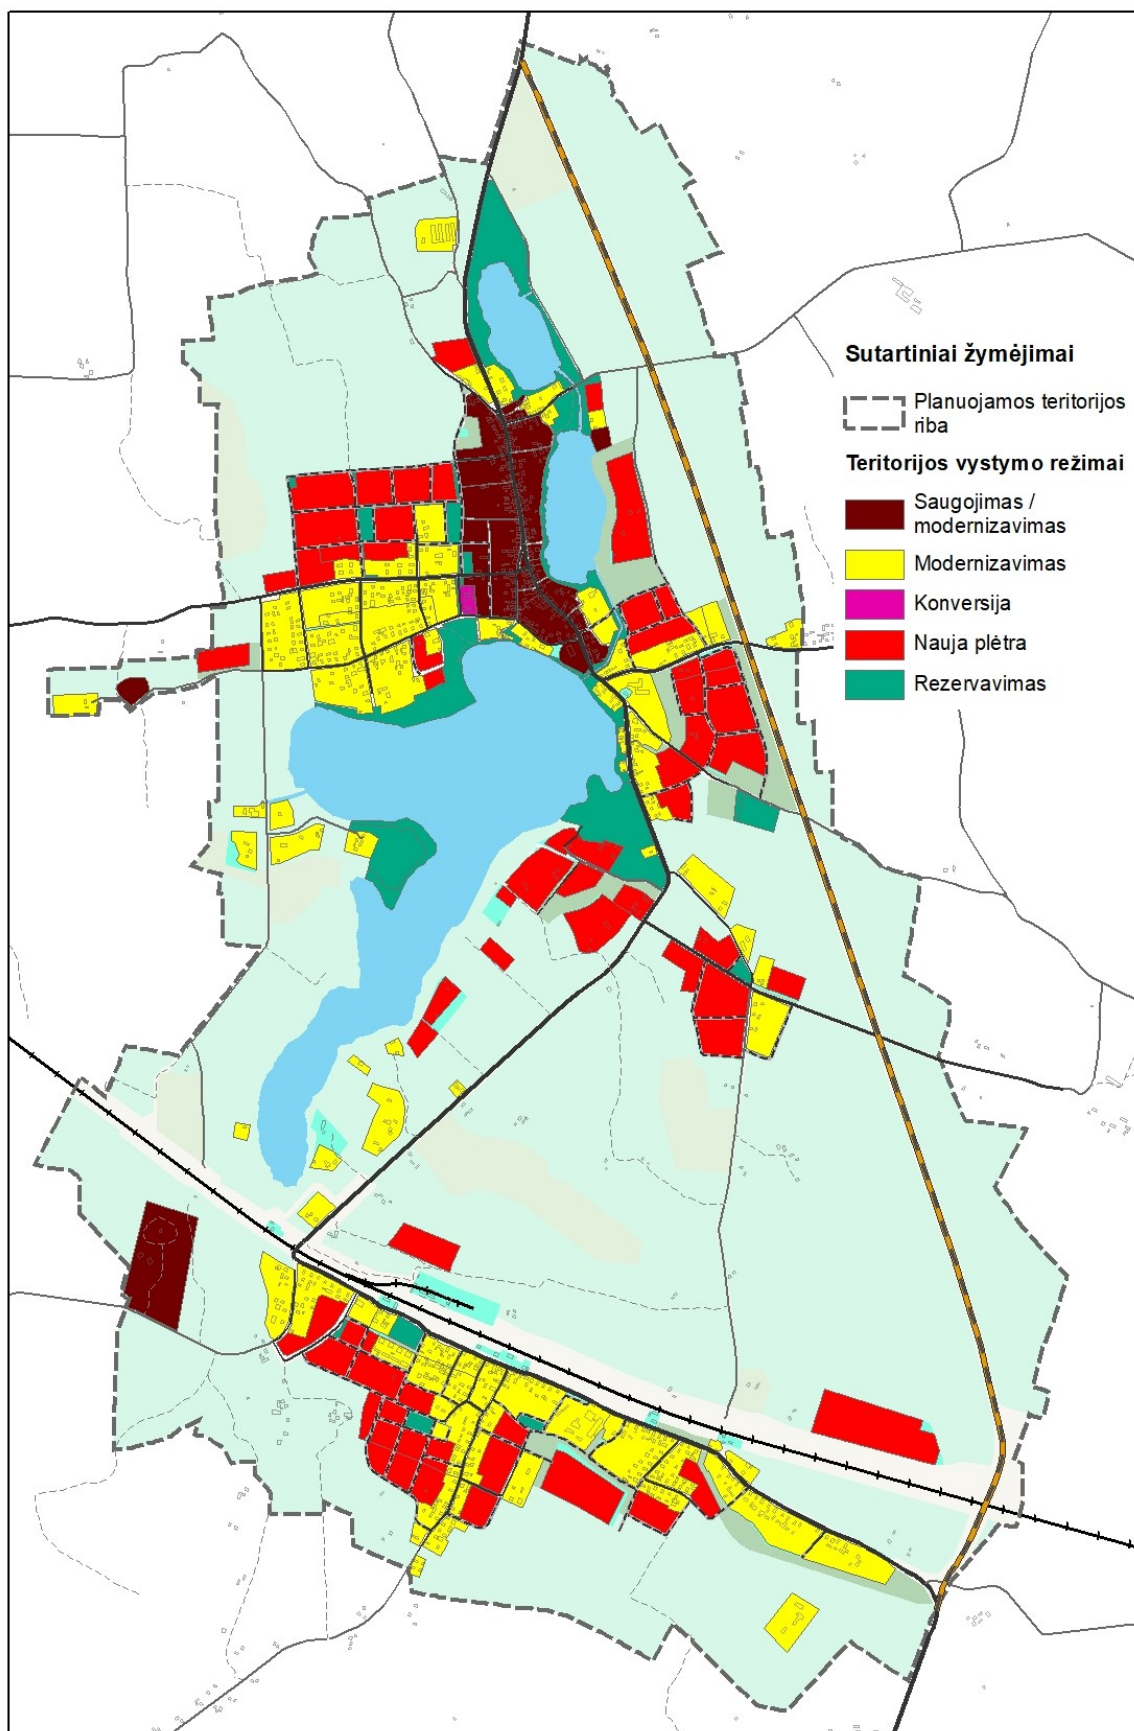 Sutartiniai žymėjimai
Planuojamos teritorijos
riba
Teritorijos vystymo režimai
Saugojimas /
modernizavimas
Modernizavimas
Konversija
Nauja plėtra
Rezervavimas